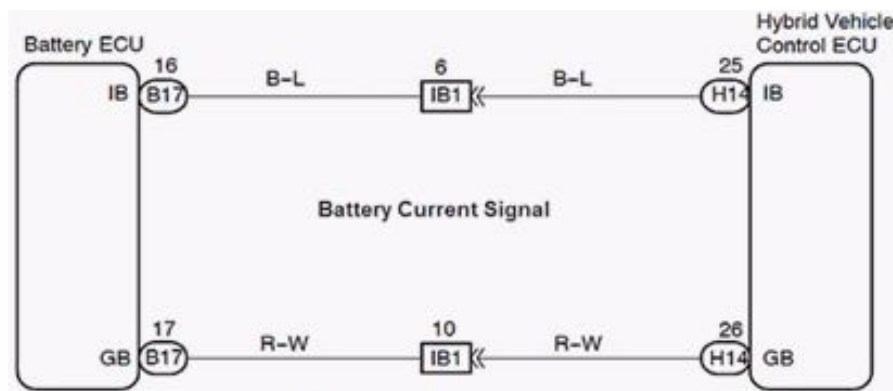 Battery ECU
Hybrid Vehicle
Control ECU
16
6
25
IB
B17
B-L
IB1
B-L
H14
IB
Battery Current Signal
17
10
26
GB
B17
R-W
IB1
R-W
H14
GB